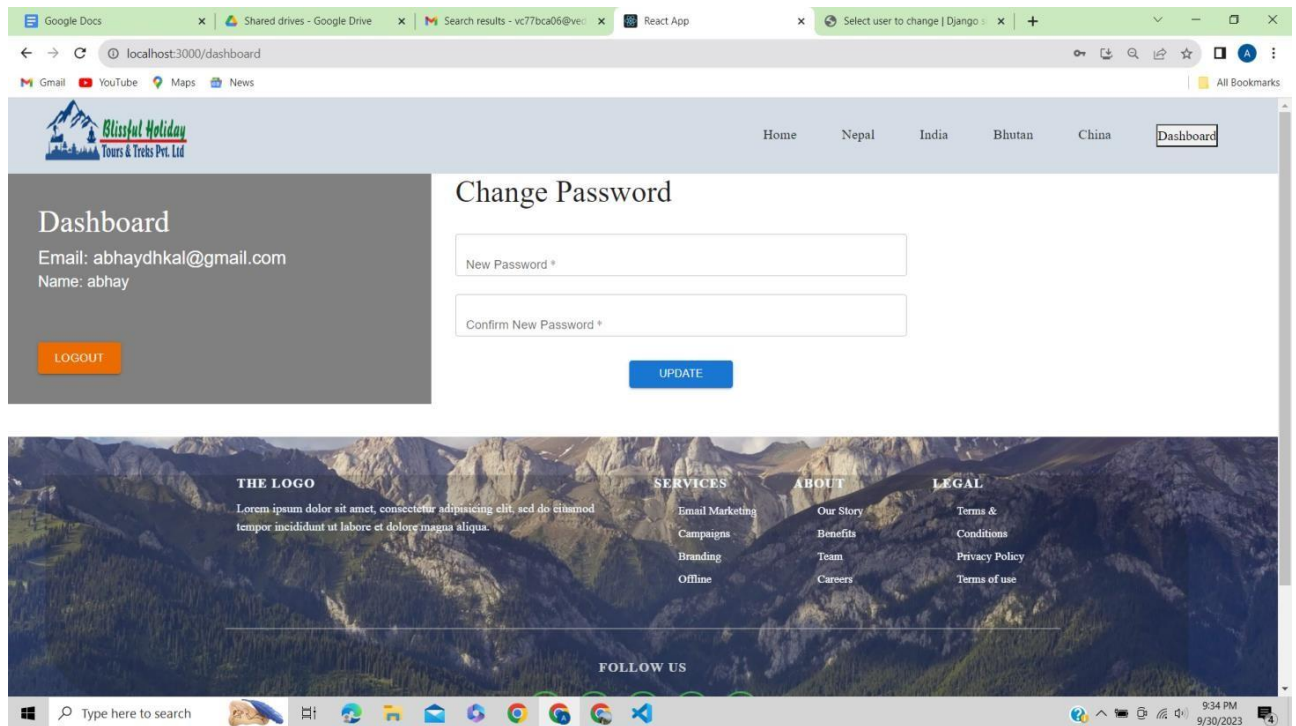 Google Docs
Shared drives - Google Drive
Search results - vc77bca06@ved
React App
Select user to change | Django s
localhost:3000/dashboard
A
Gmail YouTube Maps News All Bookmarks
Blissful Holiday
Tours & Treks Pvt. Ltd
Home Nepal India Bhutan China Dashboard
Dashboard
Email: abhaydhkal@gmail.com
Name: abhay
LOGOUT
Change Password
New Password *
Confirm New Password *
UPDATE
THE LOGO
Lorem ipsum dolor sit amet, consectetur adipisicing elit, sed do eiusmod
tempor incididunt ut labore et dolore magna aliqua.
SERVICES
Email Marketing
Campaigns
Branding
Offline
ABOUT
Our Story
Benefits
Team
Careers
LEGAL
Terms &
Conditions
Privacy Policy
Terms of use
FOLLOW US
Type here to search
9:34 PM
9/30/2023
4